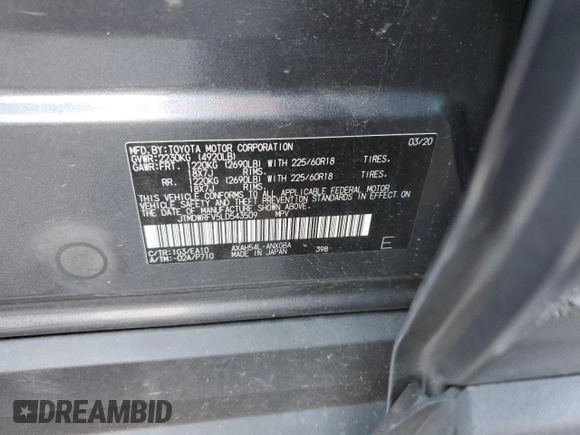 MFD.BY:TOYOTA MOTOR CORPORATION 03/20
GVWR:2230KG (4920LB)
GAWR:FRT. 1220KG (2690LB) WITH 225/60R18 TIRES.
18X7J RIMS.
RR. 1220KG (2690LB) WITH 225/60R18 TIRES.
18X7J RIMS.
THIS VEHICLE CONFORMS TO ALL APPLICABLE FEDERAL MOTOR
VEHICLE SAFETY AND THEFT PREVENTION STANDARDS IN EFFECT ON
THE DATE OF MANUFACTURE SHOWN ABOVE.
JTMDWRFV5LD543509 MPV
C/TR:1G3/EA10 AXAH54L-ANXGBA
A/TM:-02A/P710 MADE IN JAPAN 398 E
DREAMBID